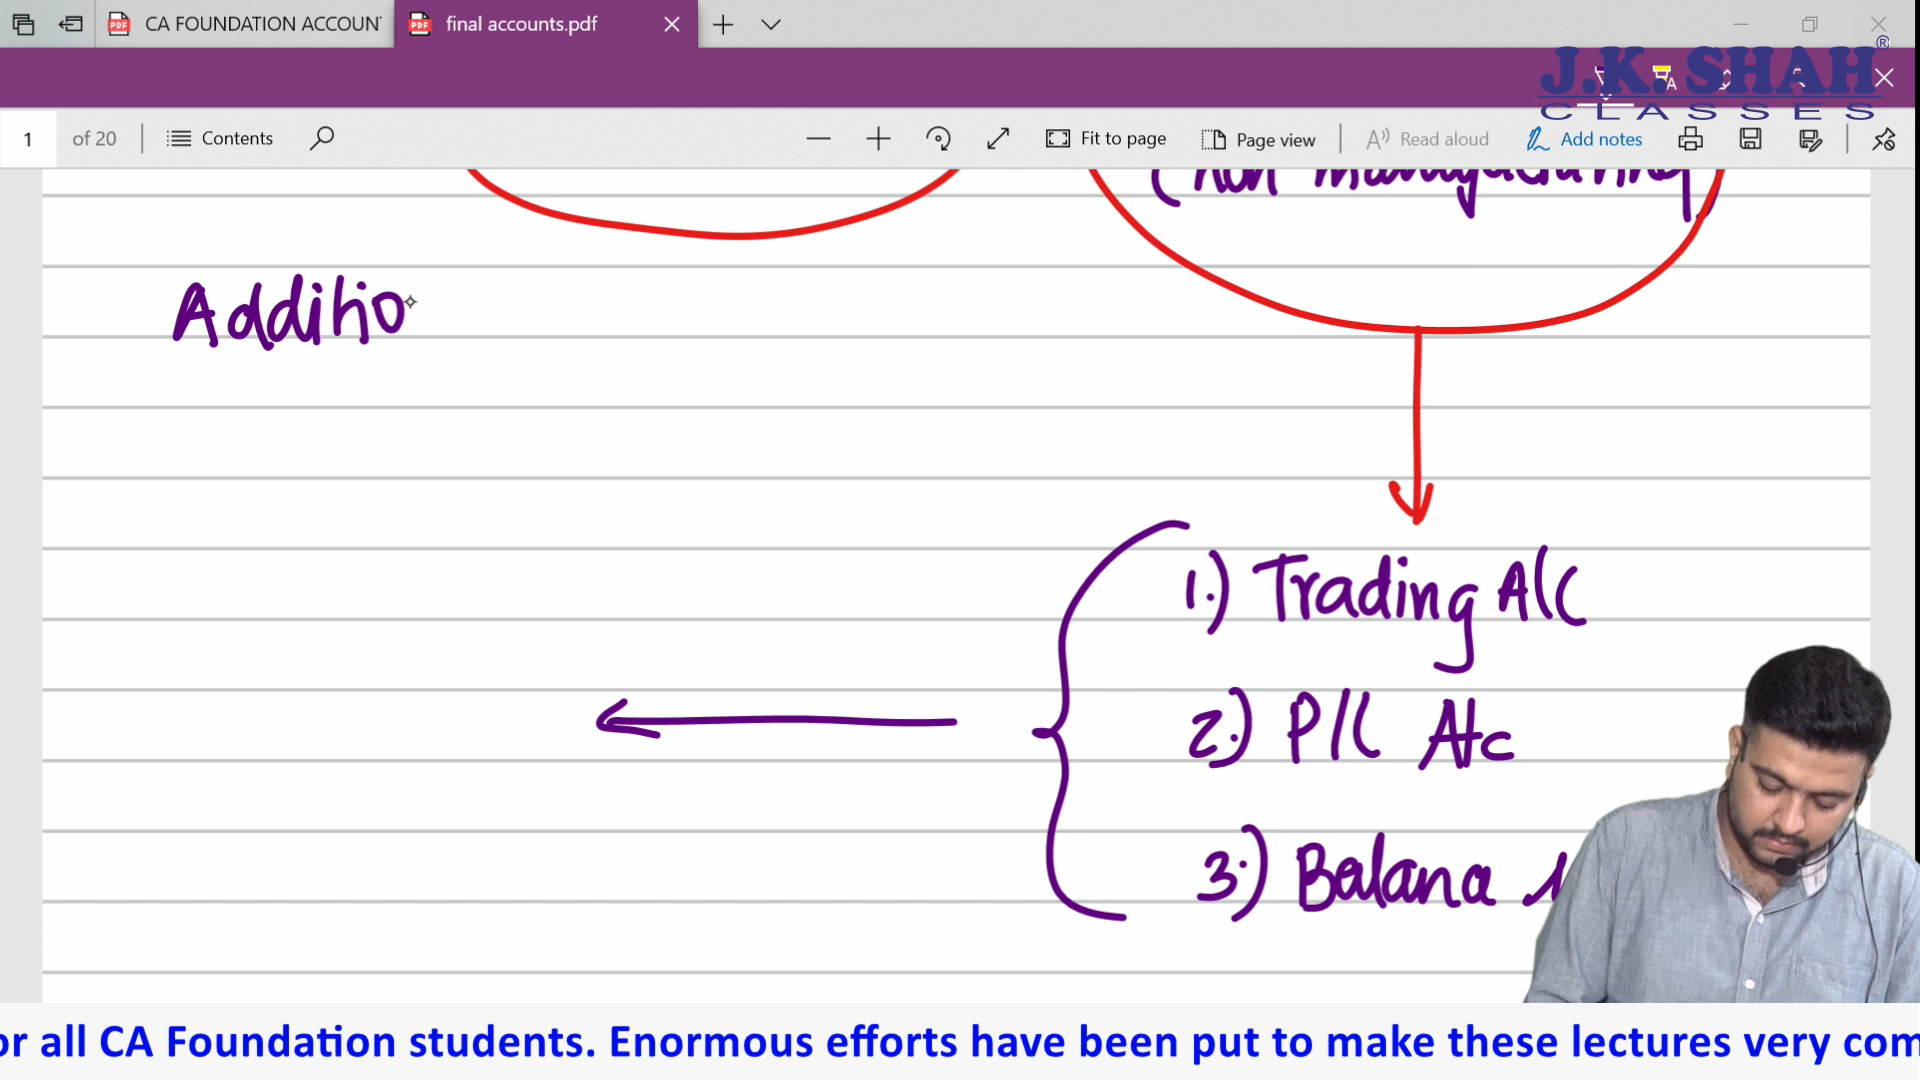 CA FOUNDATION ACCOUN
final accounts.pdf
J.K. SHAH®
CLASSES
1 of 20
Contents
Fit to page
Page view
Read aloud
Add notes
(non manufacturing)
Additio
1.) Trading A/C
2.) P/L A/c
3.) Balance
or all CA Foundation students. Enormous efforts have been put to make these lectures very com